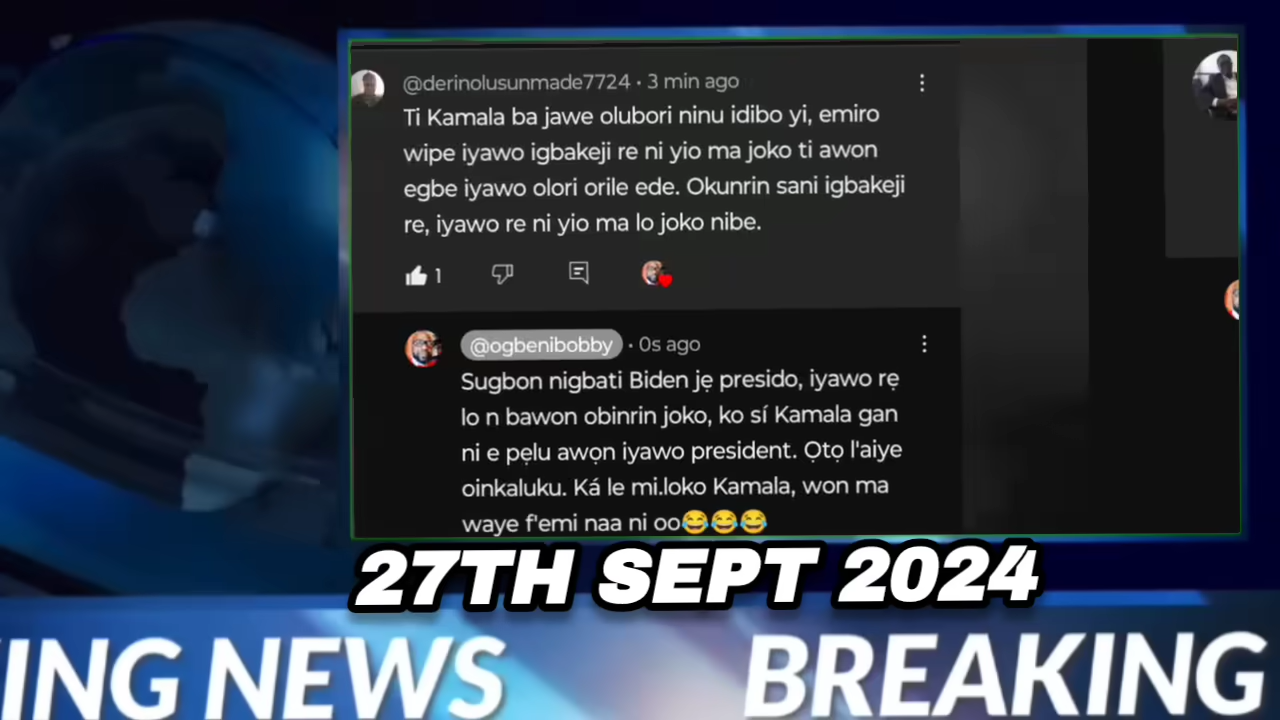 @derinolusunmade7724 · 3 min ago
Ti Kamala ba jawe olubori ninu idibo yi, emiro
wipe iyawo igbakeji re ni yio ma joko ti awon
egbe iyawo olori orile ede. Okunrin sani igbakeji
re, iyawo re ni yio ma lo joko nibe.
1
@ogbenibobby · 0s ago
Sugbon nigbati Biden jẹ presido, iyawo rẹ
lo n bawon obinrin joko, ko sí Kamala gan
ni e pẹlu awọn iyawo president. Ọtọ l'aiye
oinkaluku. Ká le mi.loko Kamala, won ma
waye f'emi naa ni oo😂😂😂
27TH SEPT 2024
ING NEWS BREAKING